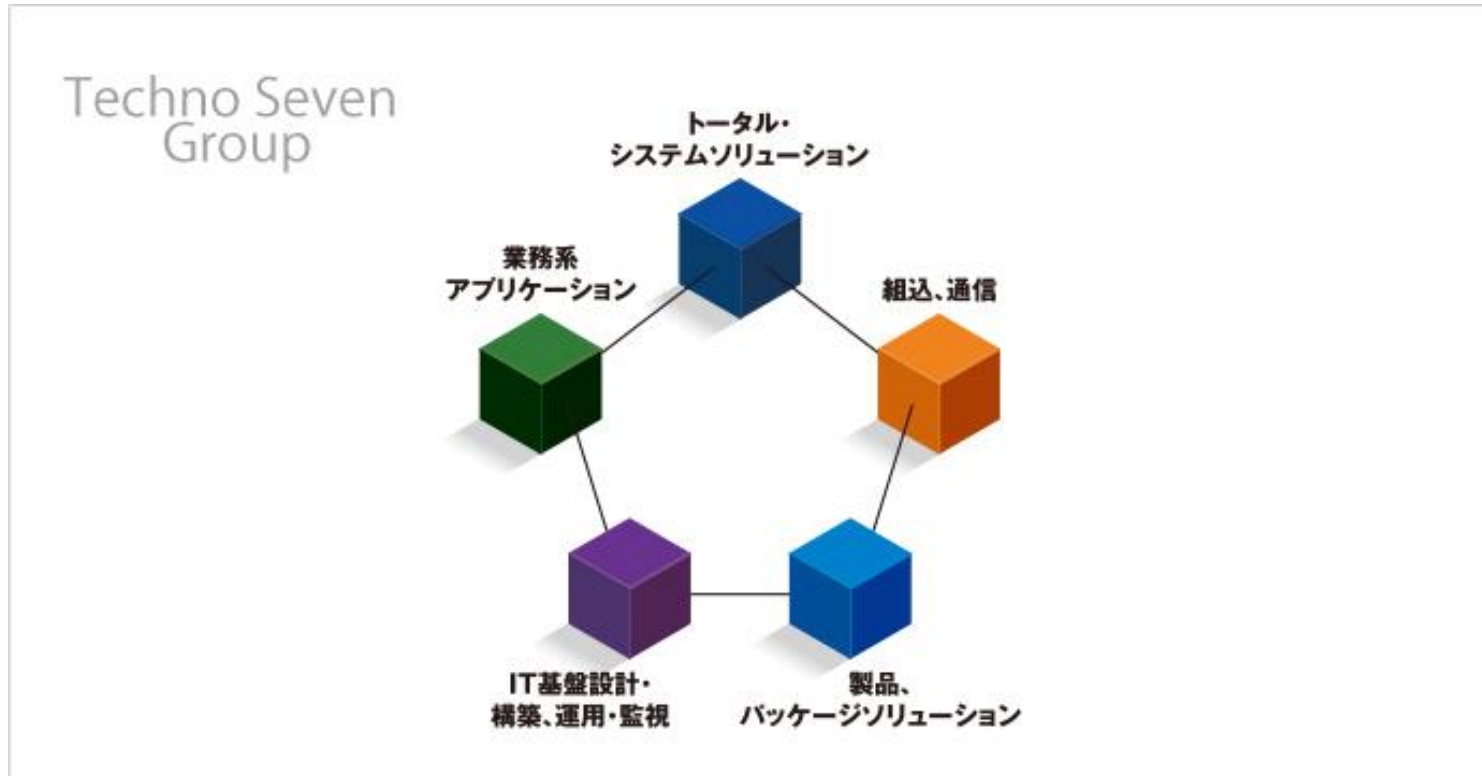 Techno Seven
Group
トータル・
システムソリューション
業務系
アプリケーション
組込、通信
IT基盤設計・
構築、運用・監視
製品、
パッケージソリューション